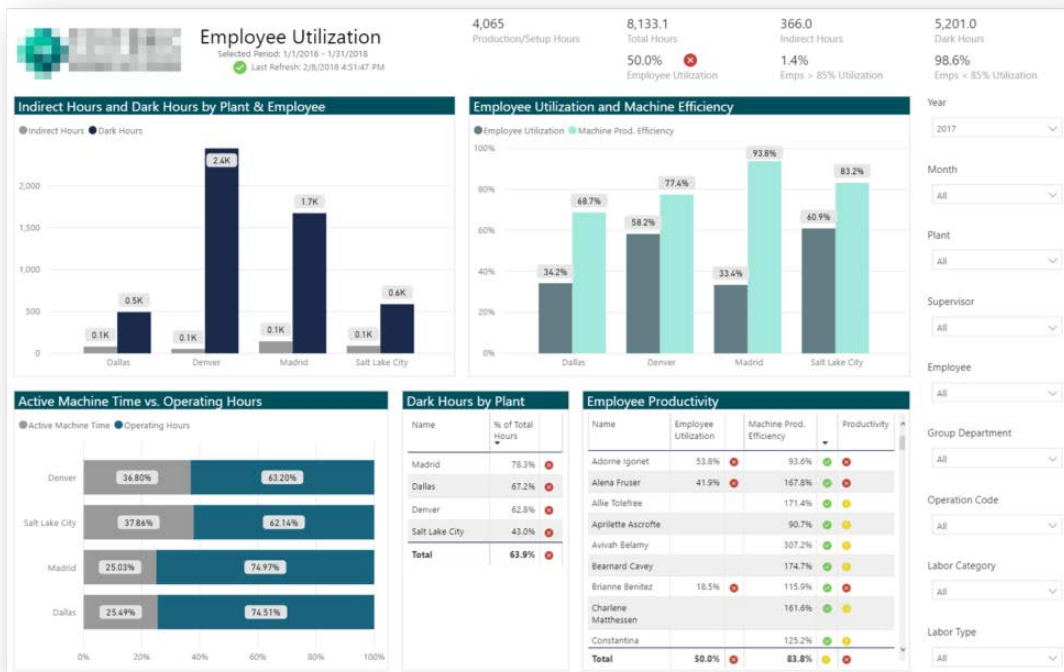 Employee Utilization
Selected Period: 1/1/2016 - 1/31/2018
Last Refresh: 2/8/2018 4:51:47 PM
4,065
Production/Setup Hours
8,133.1
Total Hours
366.0
Indirect Hours
5,201.0
Dark Hours
50.0%
Employee Utilization
1.4%
Emps > 85% Utilization
98.6%
Emps < 85% Utilization
Indirect Hours and Dark Hours by Plant & Employee
Indirect Hours Dark Hours
2,000
1,500
1,000
500
0
0.1K 0.5K
0.1K 2.4K
0.1K 1.7K
0.1K 0.6K
Dallas Denver Madrid Salt Lake City
Employee Utilization and Machine Efficiency
Employee Utilization Machine Prod. Efficiency
100%
80%
60%
40%
20%
0%
34.2% 68.7%
58.2% 77.4%
33.4% 93.8%
60.9% 83.2%
Dallas Denver Madrid Salt Lake City
Year
2017
Month
All
Plant
All
Supervisor
All
Employee
All
Group Department
All
Operation Code
All
Labor Category
All
Labor Type
All
Active Machine Time vs. Operating Hours
Active Machine Time Operating Hours
Denver 36.80% 63.20%
Salt Lake City 37.86% 62.14%
Madrid 25.03% 74.97%
Dallas 25.49% 74.51%
0% 20% 40% 60% 80% 100%
Dark Hours by Plant
Name % of Total
Hours
Madrid 78.3%
Dallas 67.2%
Denver 62.8%
Salt Lake City 43.0%
Total 63.9%
Employee Productivity
Name Employee Machine Prod. Productivity
Utilization Efficiency
Adorne Igonet 53.8% 93.6%
Alena Fruser 41.9% 167.8%
Allie Tolefree 171.4%
Aprilette Ascrofte 90.7%
Avivah Belamy 307.2%
Bearnard Cavey 174.7%
Brianne Benitez 18.5% 115.9%
Charlene 161.6%
Matthessen
Constantina 125.2%
Total 50.0% 83.8%